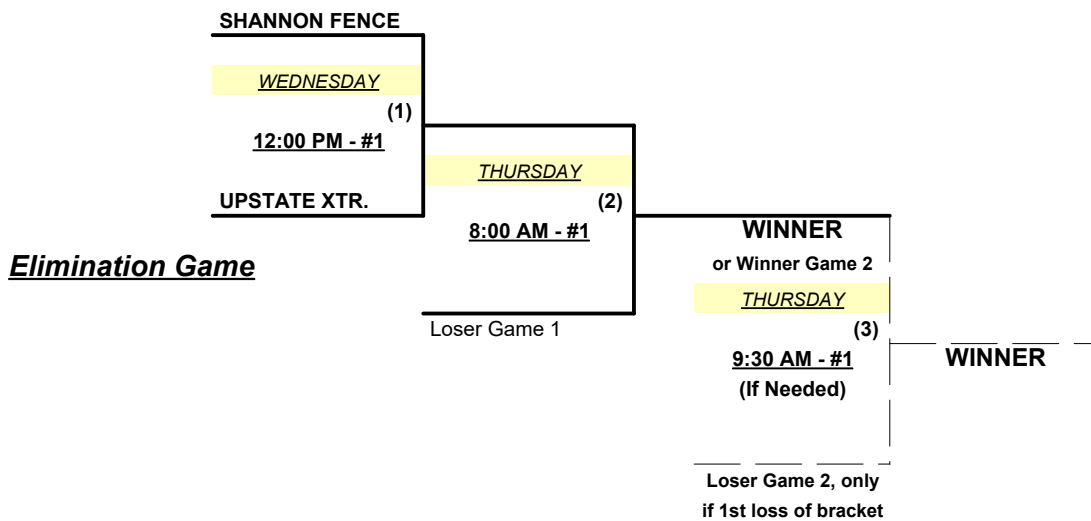 SHANNON FENCE
WEDNESDAY
(1)
12:00 PM - #1
UPSTATE XTR.
THURSDAY
(2)
8:00 AM - #1
Elimination Game
Loser Game 1
WINNER
or Winner Game 2
THURSDAY
(3)
9:30 AM - #1
(If Needed)
WINNER
Loser Game 2, only
if 1st loss of bracket